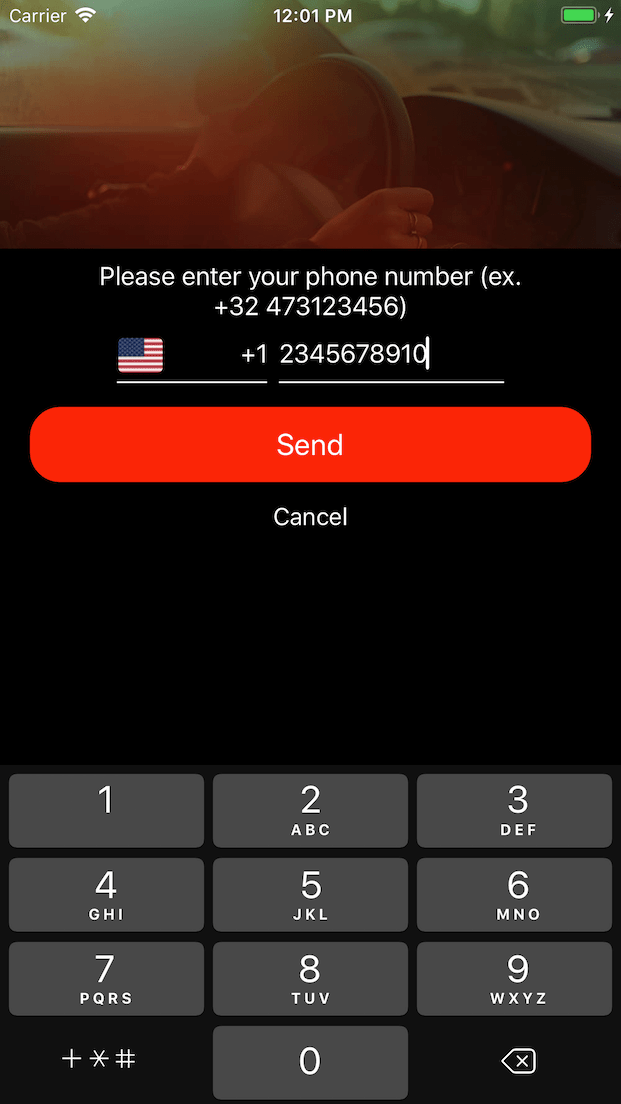 Carrier 12:01 PM
Please enter your phone number (ex.
+32 473123456)
+1 2345678910
Send
Cancel
1 2 3
ABC DEF
4 5 6
GHI JKL MNO
7 8 9
PQRS TUV WXYZ
+*# 0